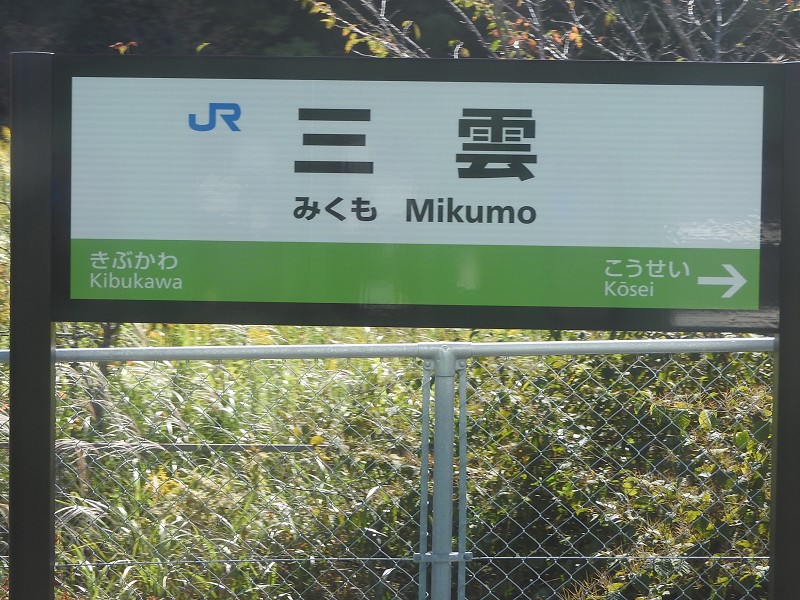 JR 三雲
みくも Mikumo
きぶかわ
Kibukawa
こうせい →
Kōsei